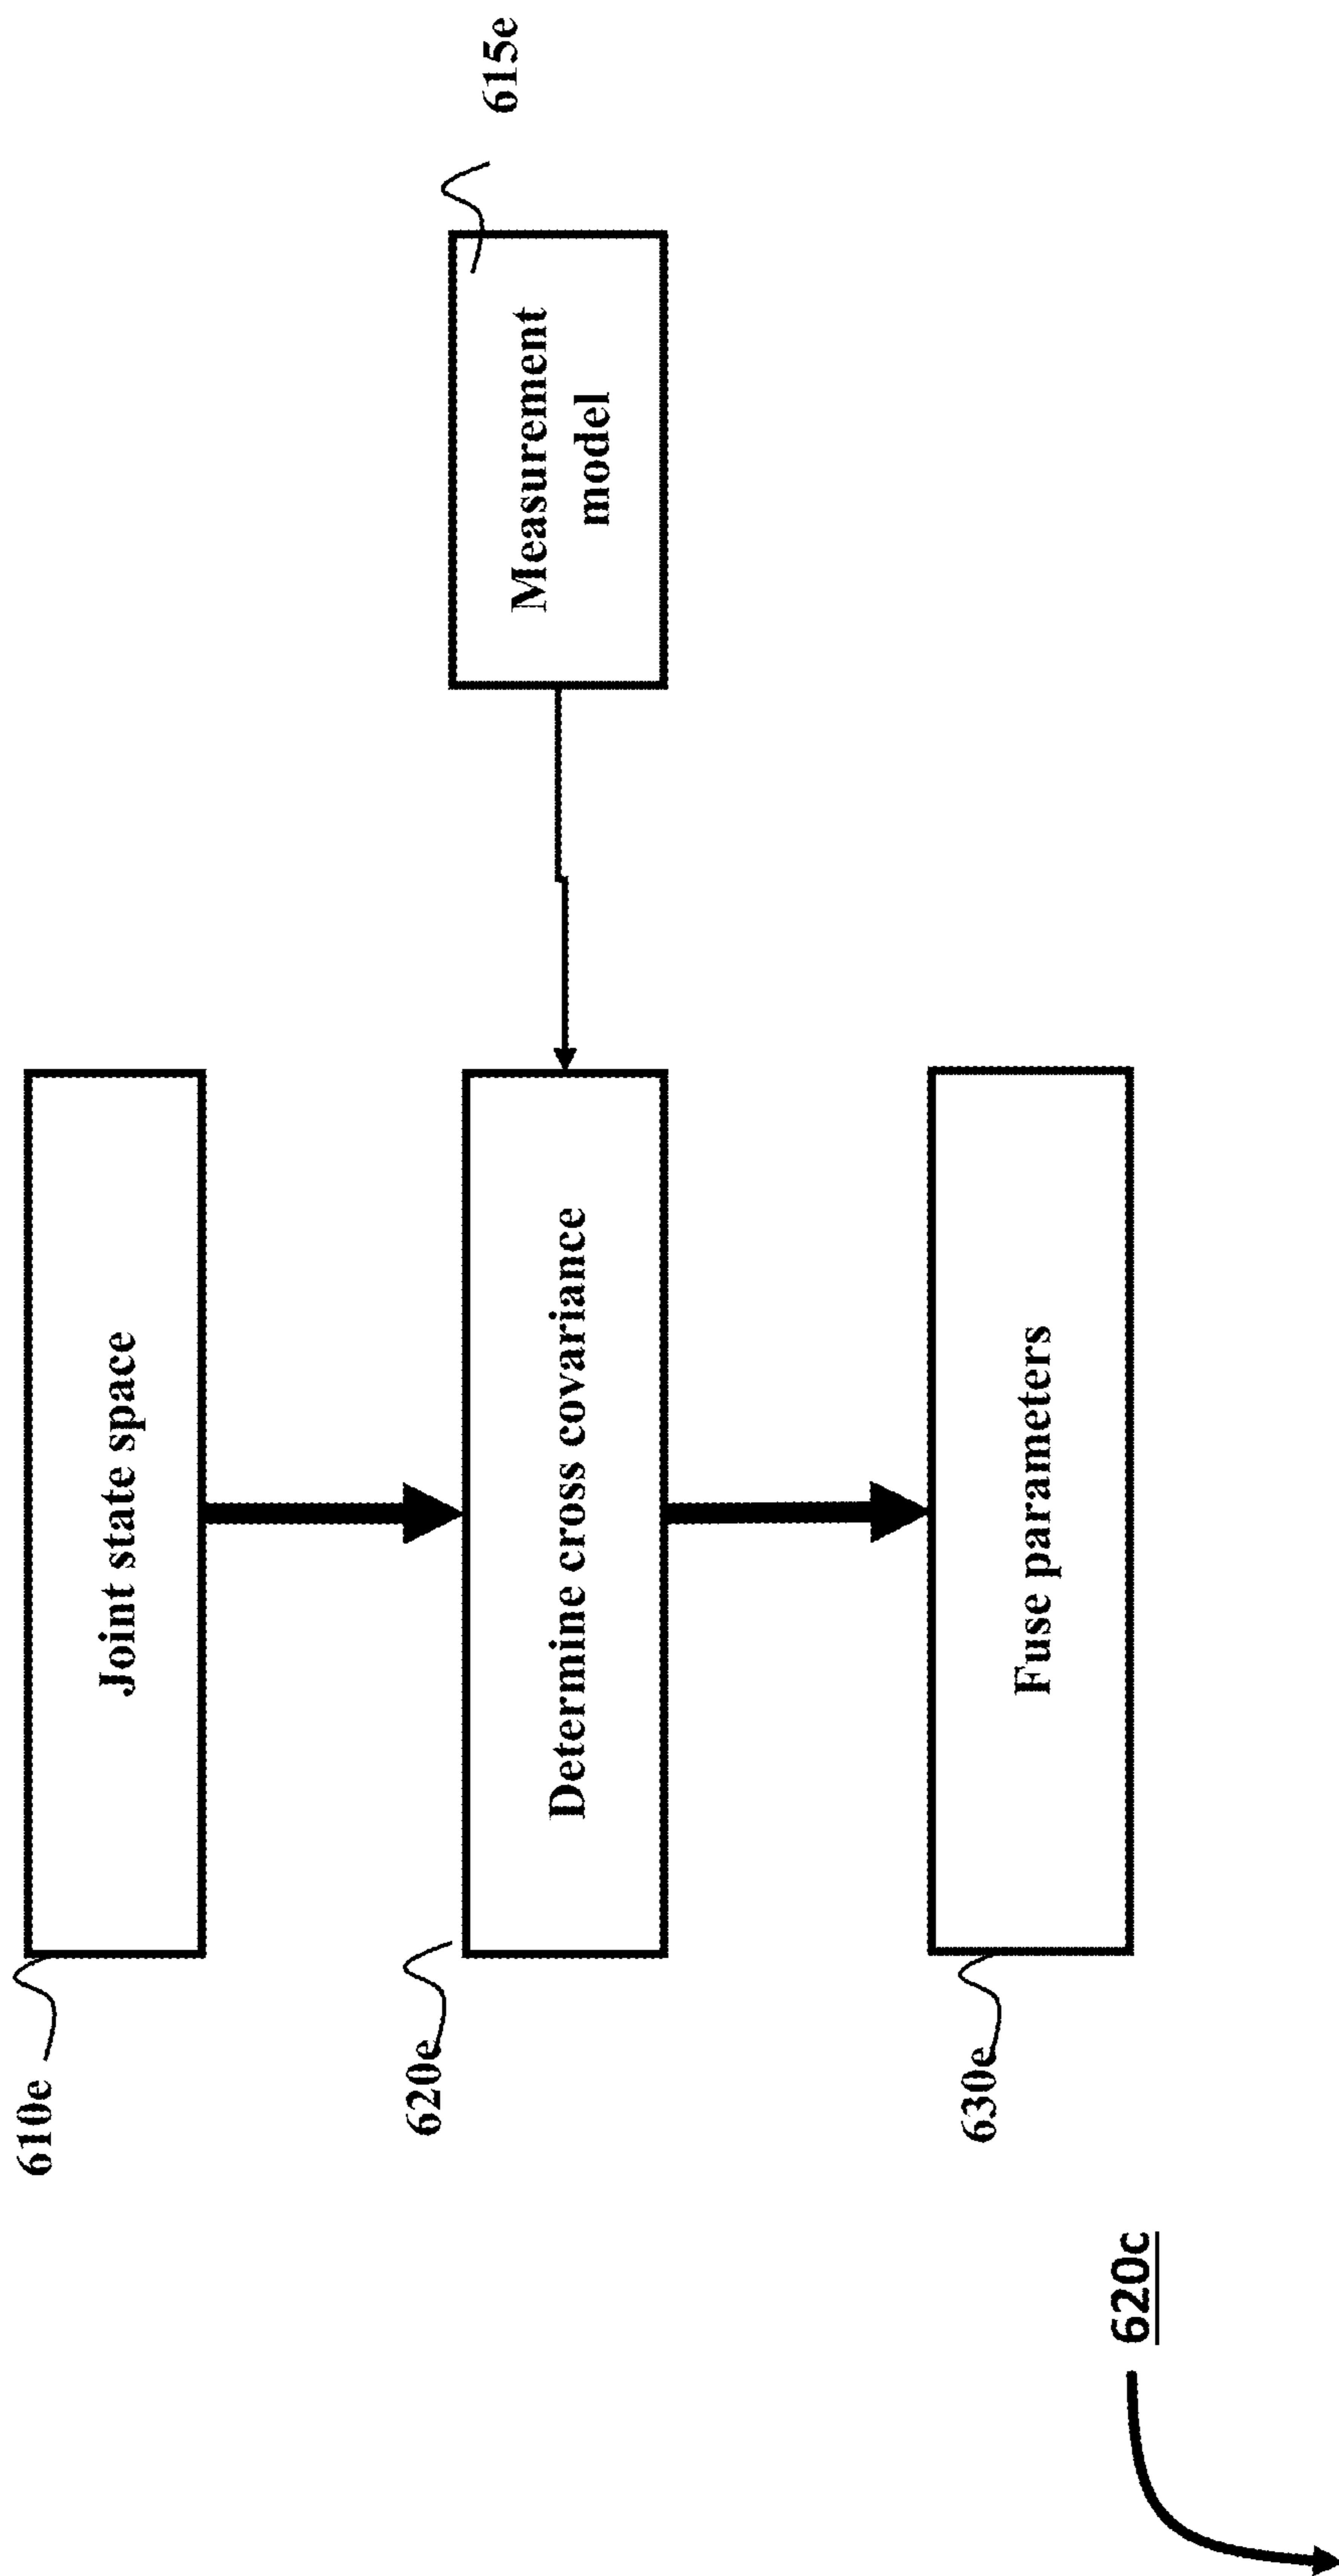 610e
Joint state space
620e
Determine cross covariance
Measurement
model
615e
630e
Fuse parameters
620c